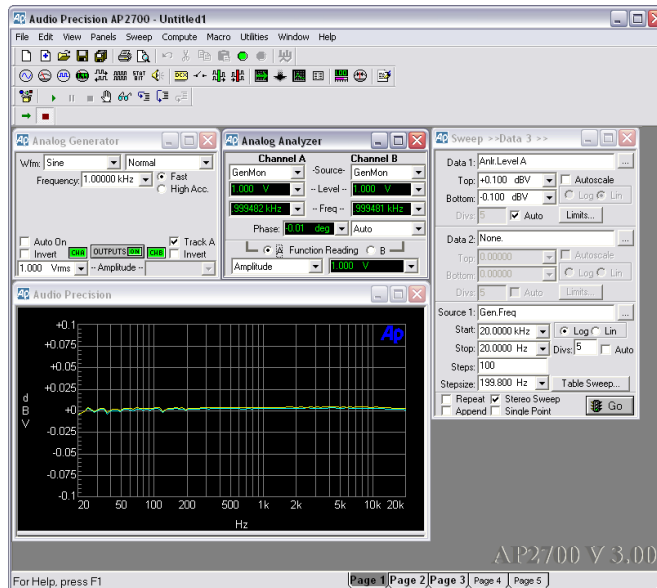 Audio Precision AP2700 - Untitled1
File Edit View Panels Sweep Compute Macro Utilities Window Help
Analog Generator
Wfm: Sine Normal
Frequency: 1.00000 kHz Fast
High Acc.
Auto On
Invert CHA OUTPUTS ON CHB Track A
Invert
1.000 Vrms -- Amplitude --
Analog Analyzer
Channel A Channel B
GenMon -Source- GenMon
1.000 V -- Level -- 1.000 V
999482 kHz -- Freq -- 999481 kHz
Phase: -0.01 deg Auto
A Function Reading B
Amplitude 1.000 V
Sweep >>Data 3 >>
Data 1: Anlr.Level A ...
Top: +0.100 dBV Autoscale
Bottom: -0.100 dBV Log Lin
Divs: 5 Auto Limits...
Data 2: None. ...
Top: 0.00000 Autoscale
Bottom: 0.00000 Log Lin
Divs: 5 Auto Limits...
Source 1: Gen.Freq ...
Start: 20.0000 kHz Log Lin
Stop: 20.0000 Hz Divs: 5 Auto
Steps: 100
Stepsize: 199.800 Hz Table Sweep...
Repeat Stereo Sweep
Append Single Point Go
Audio Precision
Ap
+0.1
+0.075
+0.05
+0.025
+0
-0.025
-0.05
-0.075
-0.1
d
B
V
20 50 100 200 500 1k 2k 5k 10k 20k
Hz
AP2700 V 3.00
For Help, press F1
Page 1 Page 2 Page 3 Page 4 Page 5